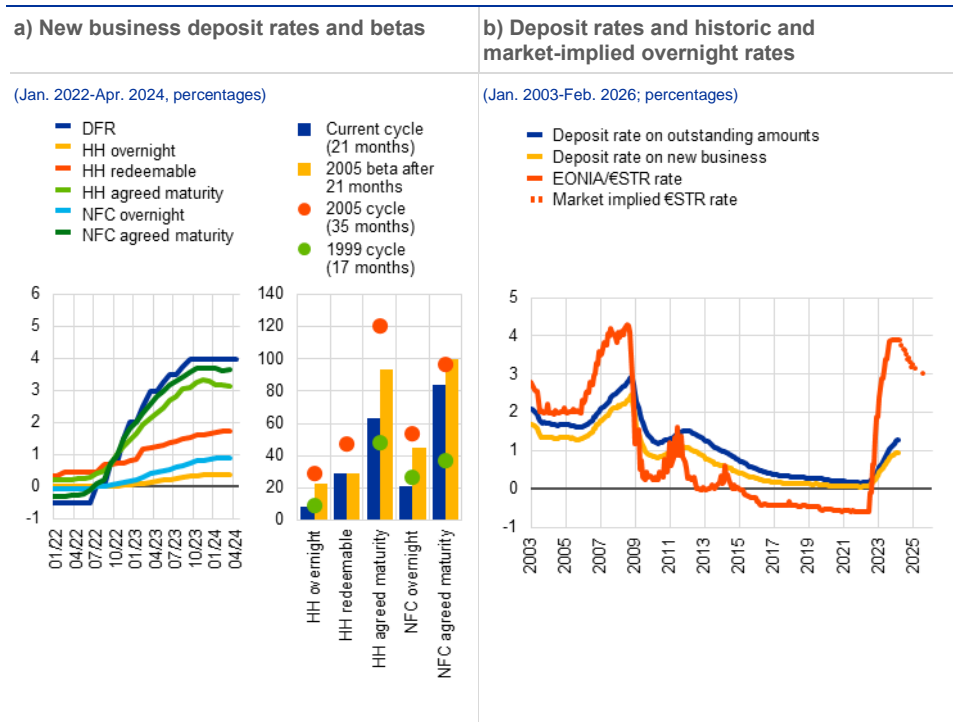 a) New business deposit rates and betas
(Jan. 2022-Apr. 2024, percentages)
DFR
HH overnight
HH redeemable
HH agreed maturity
NFC overnight
NFC agreed maturity
Current cycle
(21 months)
2005 beta after
21 months
2005 cycle
(35 months)
1999 cycle
(17 months)
6
5
4
3
2
1
0
-1
01/22
04/22
07/22
10/22
01/23
04/23
07/23
10/23
01/24
04/24
140
120
100
80
60
40
20
0
HH overnight
HH redeemable
HH agreed maturity
NFC overnight
NFC agreed maturity
b) Deposit rates and historic and
market-implied overnight rates
(Jan. 2003-Feb. 2026; percentages)
Deposit rate on outstanding amounts
Deposit rate on new business
EONIA/€STR rate
Market implied €STR rate
5
4
3
2
1
0
-1
2003
2005
2007
2009
2011
2013
2015
2017
2019
2021
2023
2025